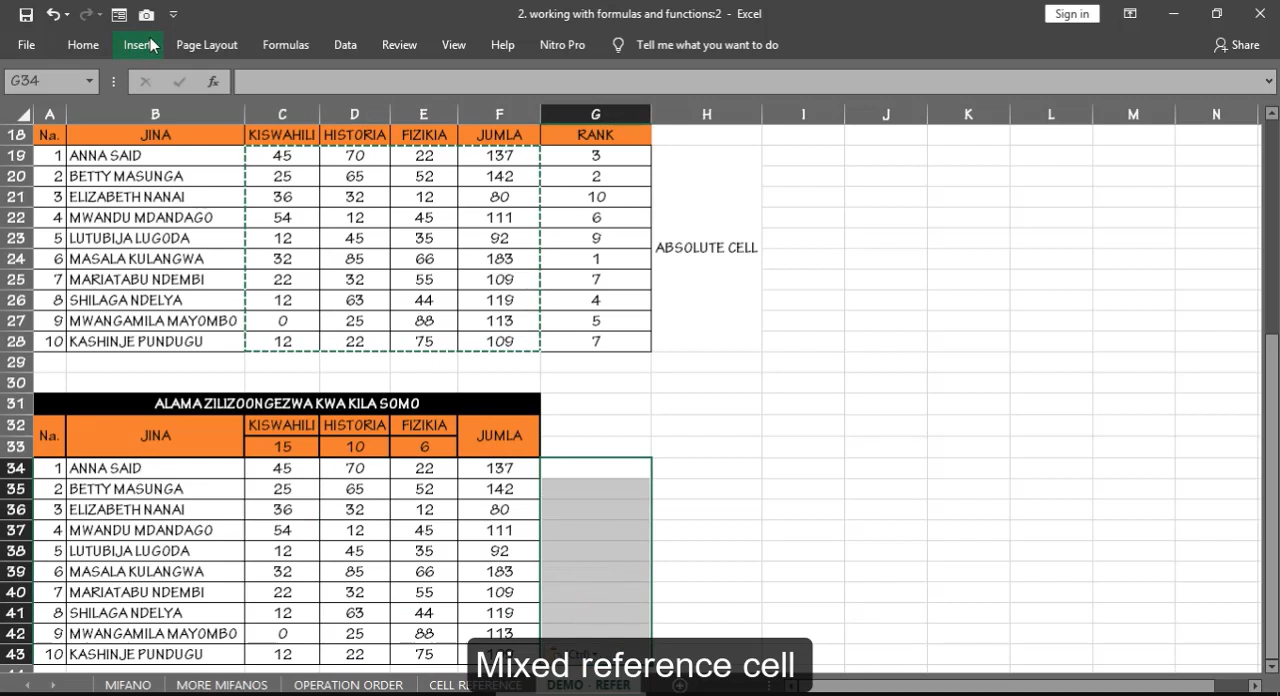 2. working with formulas and functions:2 - Excel
Sign in
File Home Insert Page Layout Formulas Data Review View Help Nitro Pro Tell me what you want to do Share
G34 fx
A B C D E F G H I J K L M N
18 Na. JINA KISWAHILI HISTORIA FIZIKIA JUMLA RANK
19 1 ANNA SAID 45 70 22 137 3
20 2 BETTY MASUNGA 25 65 52 142 2
21 3 ELIZABETH NANAI 36 32 12 80 10
22 4 MWANDU MDANDAGO 54 12 45 111 6
23 5 LUTUBIJA LUGODA 12 45 35 92 9
ABSOLUTE CELL
24 6 MASALA KULANGWA 32 85 66 183 1
25 7 MARIATABU NDEMBI 22 32 55 109 7
26 8 SHILAGA NDELYA 12 63 44 119 4
27 9 MWANGAMILA MAYOMBO 0 25 88 113 5
28 10 KASHINJE PUNDUGU 12 22 75 109 7
29
30
31 ALAMA ZILIZOONGEZWA KWA KILA SOMO
32 KISWAHILI HISTORIA FIZIKIA
Na. JINA JUMLA
33 15 10 6
34 1 ANNA SAID 45 70 22 137
35 2 BETTY MASUNGA 25 65 52 142
36 3 ELIZABETH NANAI 36 32 12 80
37 4 MWANDU MDANDAGO 54 12 45 111
38 5 LUTUBIJA LUGODA 12 45 35 92
39 6 MASALA KULANGWA 32 85 66 183
40 7 MARIATABU NDEMBI 22 32 55 109
41 8 SHILAGA NDELYA 12 63 44 119
42 9 MWANGAMILA MAYOMBO 0 25 88 113
43 10 KASHINJE PUNDUGU 12 22 75
Mixed reference cell
MIFANO MORE MIFANOS OPERATION ORDER CELL REFERENCE DEMO - REFER